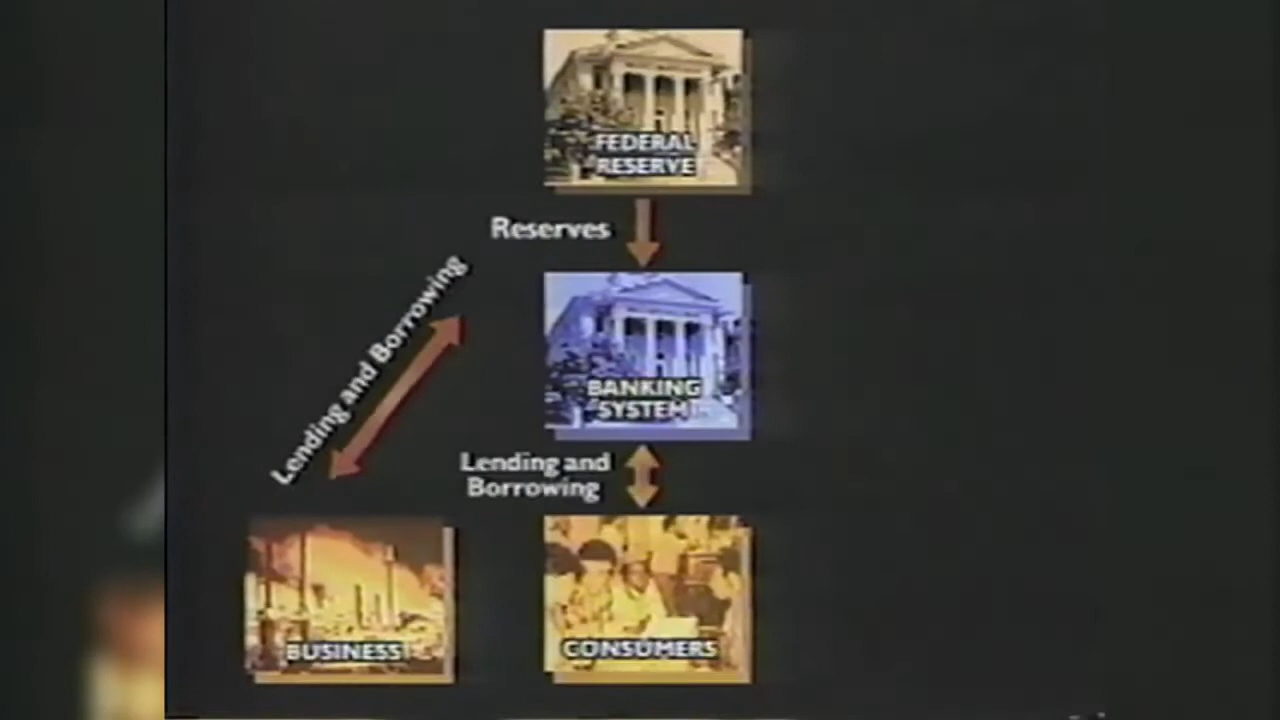 FEDERAL
RESERVE
Reserves
Lending and Borrowing
BANKING
SYSTEM
Lending and
Borrowing
BUSINESS
CONSUMERS